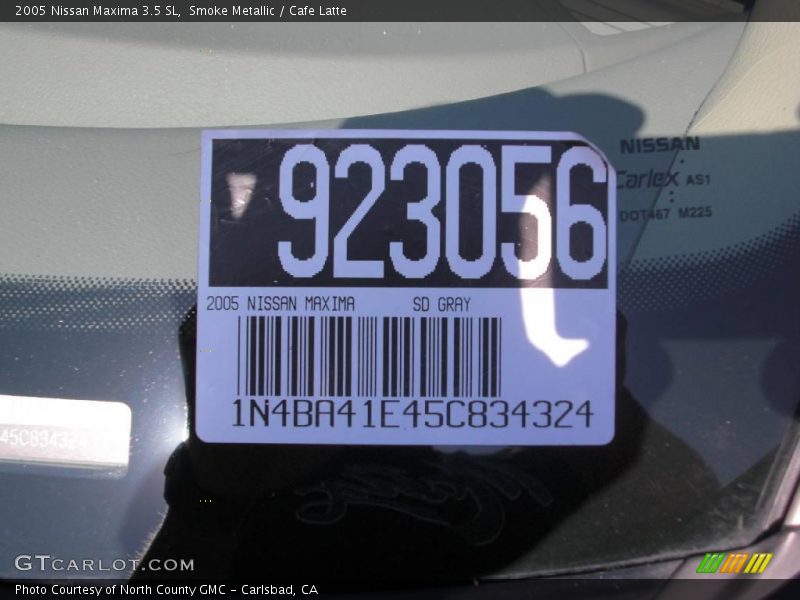 2005 Nissan Maxima 3.5 SL, Smoke Metallic / Cafe Latte
923056
NISSAN
Carlex AS1
DOT467 M225
2005 NISSAN MAXIMA SD GRAY
1N4BA41E45C834324
GTCARLOT.COM
Photo Courtesy of North County GMC - Carlsbad, CA